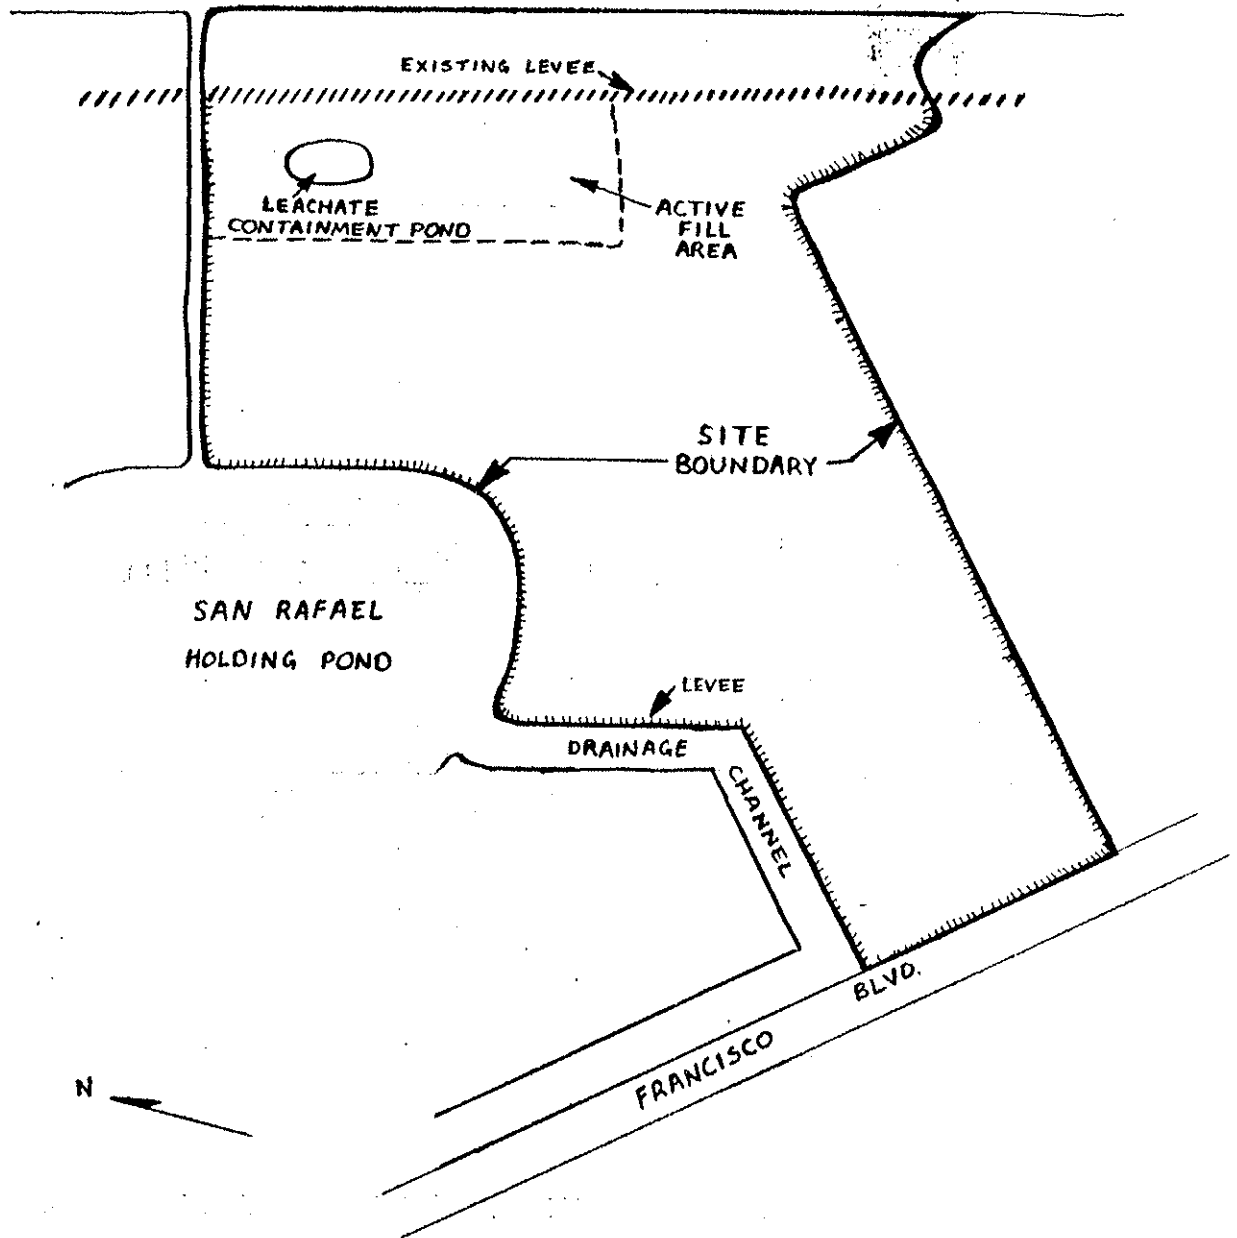 EXISTING LEVEE
LEACHATE
CONTAINMENT POND
ACTIVE
FILL
AREA
SITE
BOUNDARY
SAN RAFAEL
HOLDING POND
LEVEE
DRAINAGE
CHANNEL
BLVD.
FRANCISCO
N